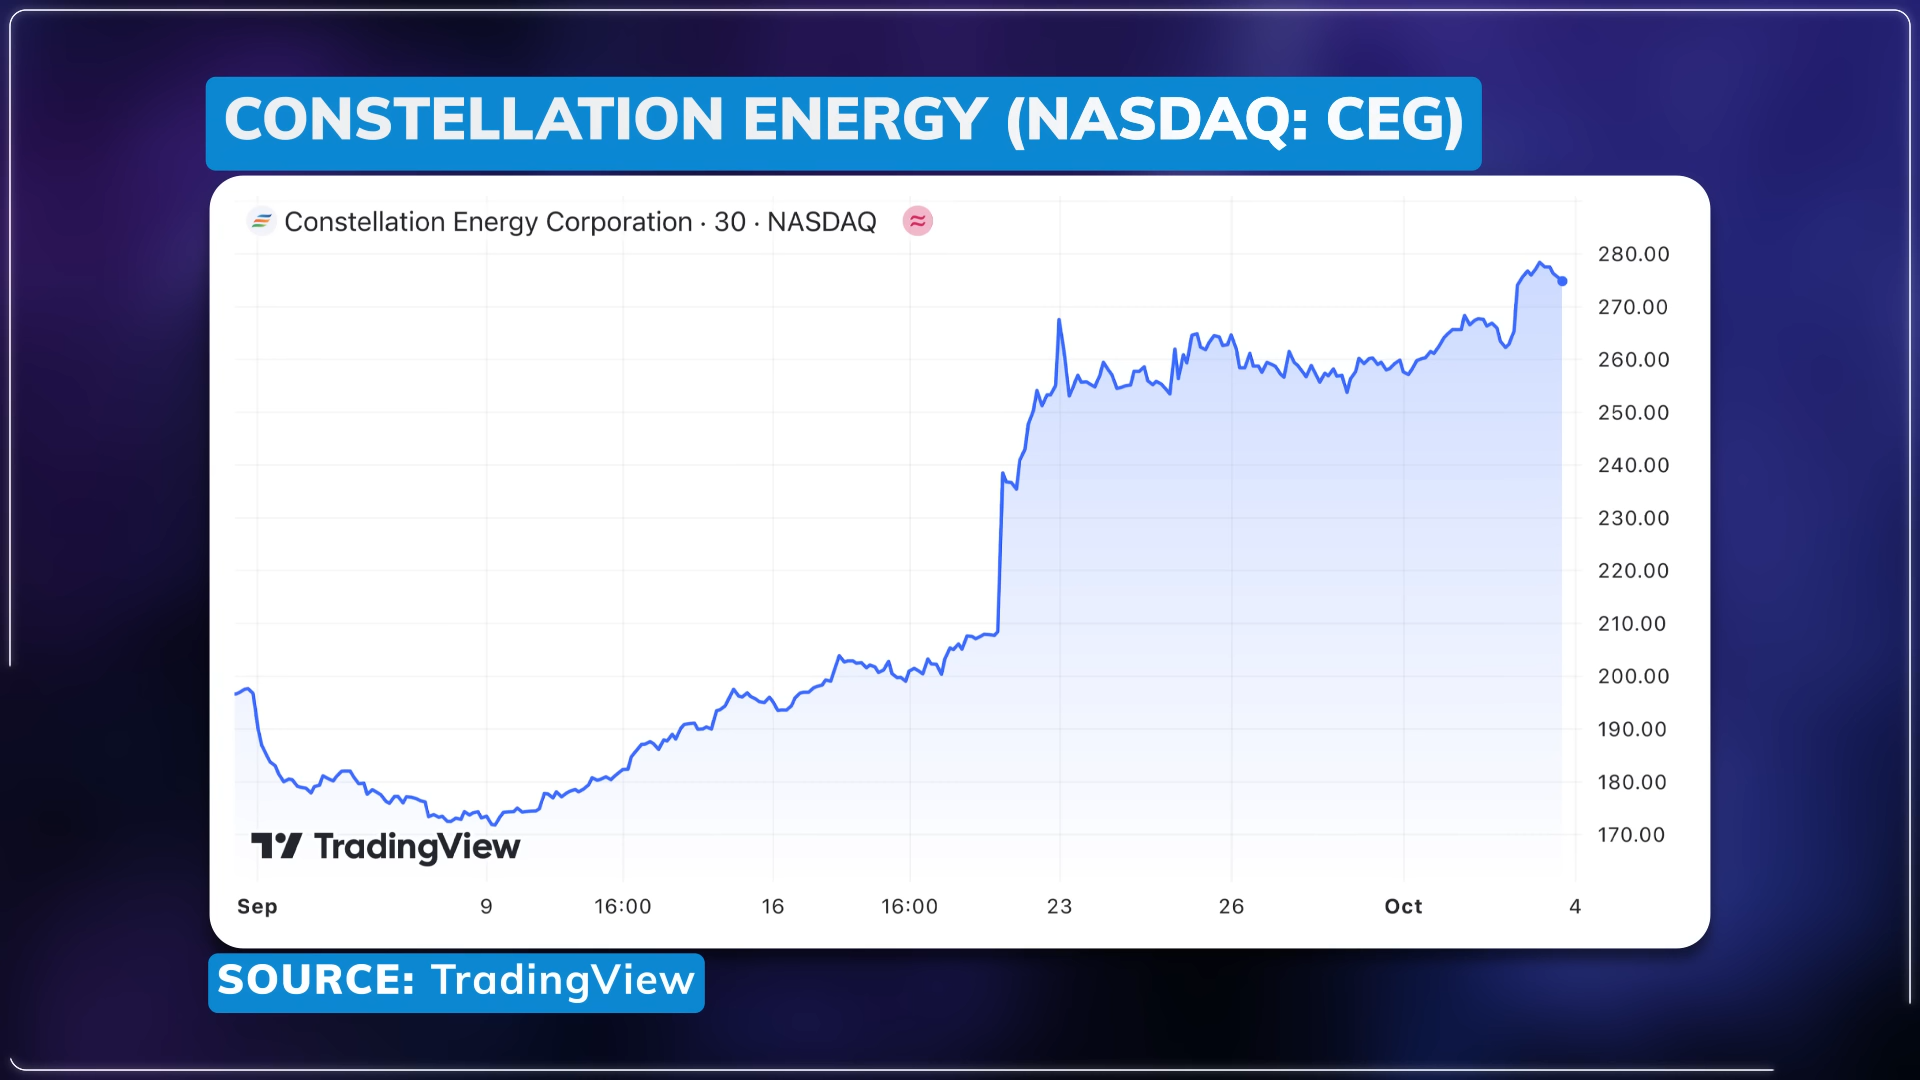 CONSTELLATION ENERGY (NASDAQ: CEG)
Constellation Energy Corporation · 30 · NASDAQ
280.00
270.00
260.00
250.00
240.00
230.00
220.00
210.00
200.00
190.00
180.00
170.00
TradingView
Sep 9 16:00 16 16:00 23 26 Oct 4
SOURCE: TradingView